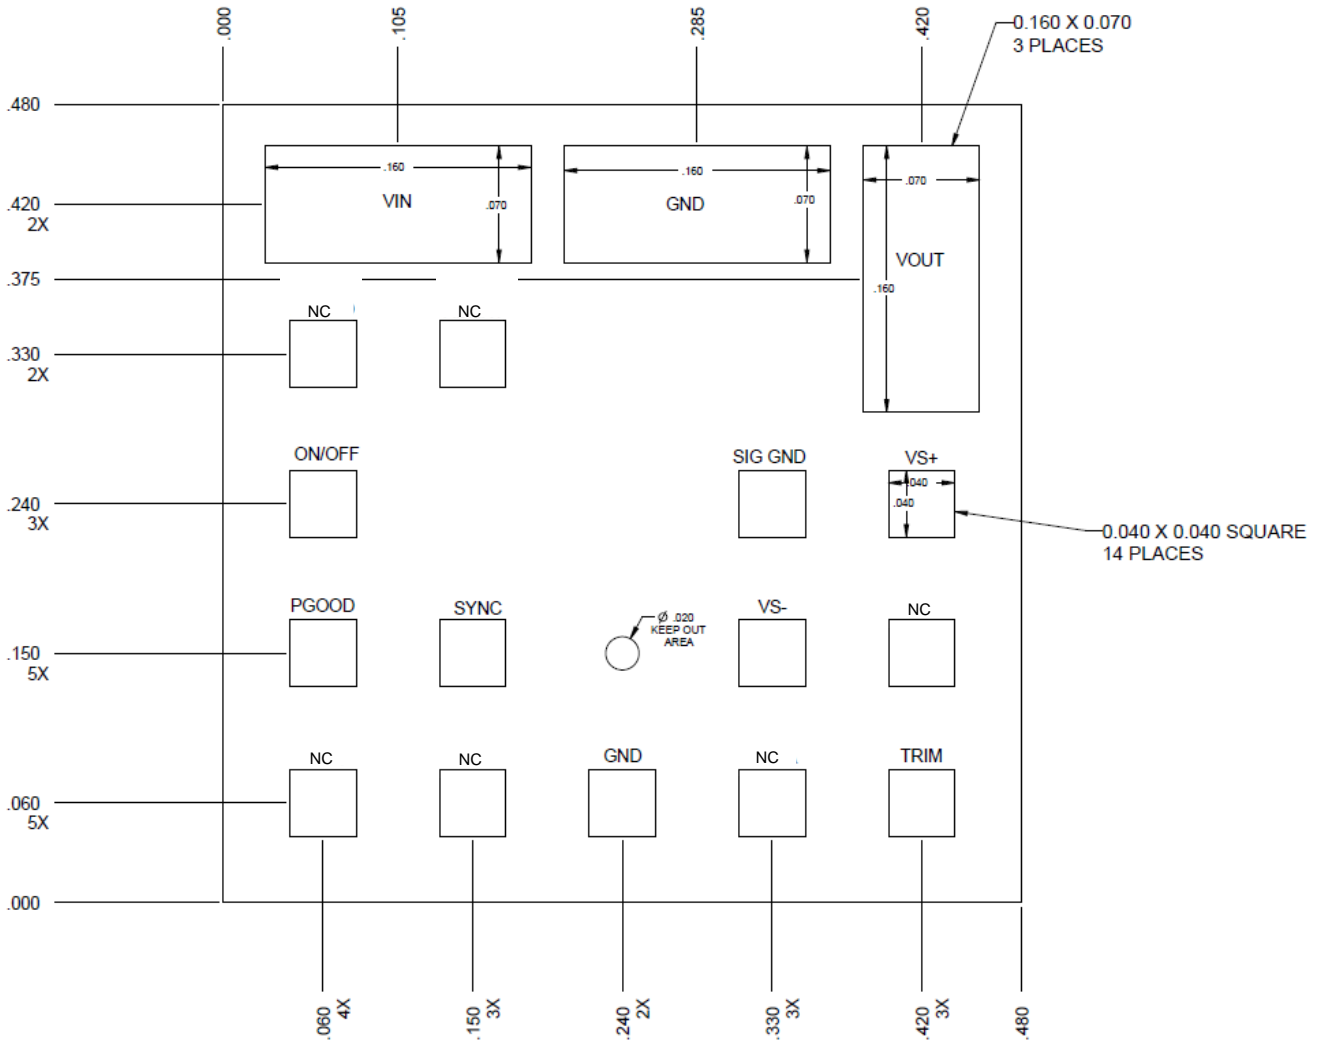 .000
.105
.285
.420
0.160 X 0.070
3 PLACES
.480
.160
.160
.070
VIN
.070
GND
.070
.420
2X
VOUT
.375
.160
NC
NC
.330
2X
ON/OFF
SIG GND
VS+
.040
.040
.240
3X
0.040 X 0.040 SQUARE
14 PLACES
PGOOD
SYNC
Ø .020
KEEP OUT
AREA
VS-
NC
.150
5X
NC
NC
GND
NC
TRIM
.060
5X
.000
.060 4X
.150 3X
.240 2X
.330 3X
.420 3X
.480